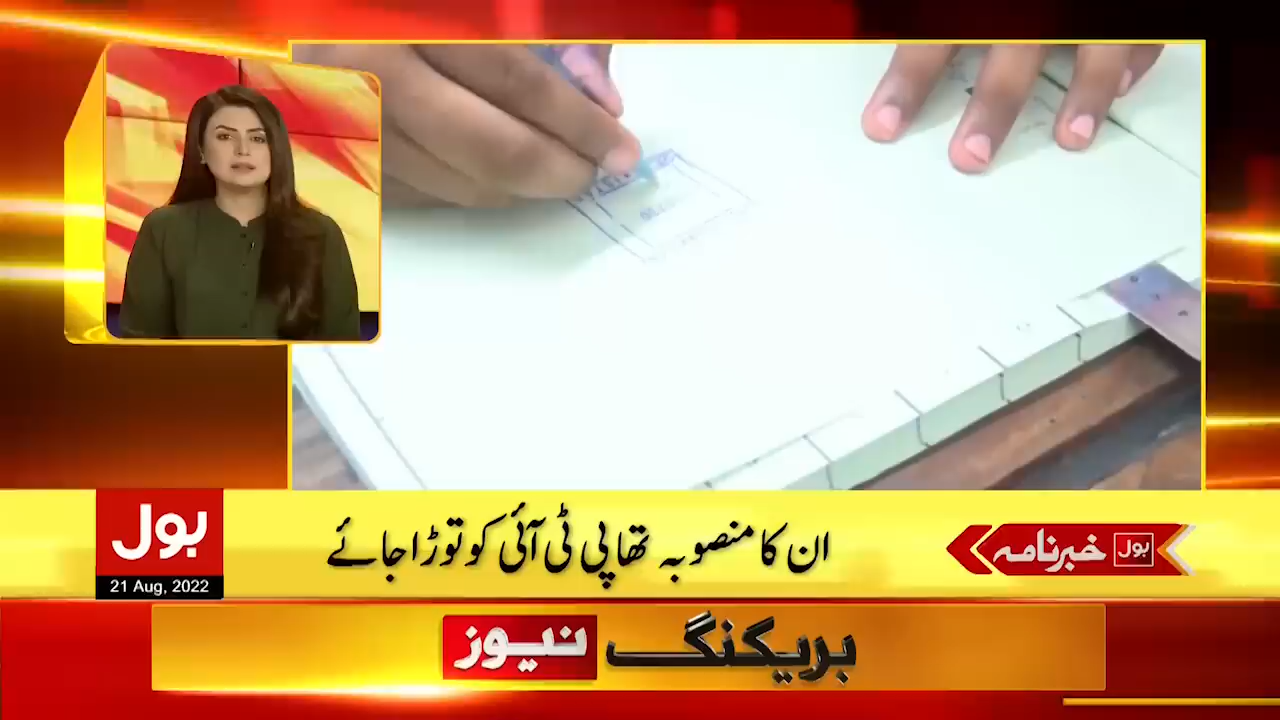 ان کا منصوبہ تھا پی ٹی آئی کو توڑا جائے
بول خبرنامہ
بول
21 Aug, 2022
بریکنگ نیوز